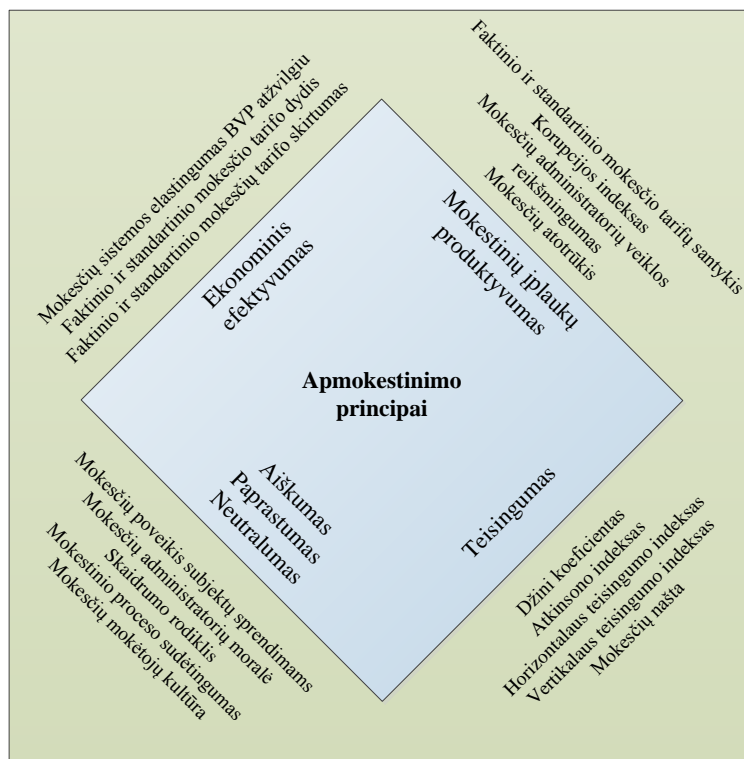 Mokesčių sistemos elastingumas BVP atžvilgiu
Faktinio ir standartinio mokesčio tarifo dydis
Faktinio ir standartinio mokesčių tarifo skirtumas
Ekonominis
efektyvumas
Faktinio ir standartinio mokesčio tarifų santykis
Korupcijos indeksas
Mokesčių administratorių veiklos
reikšmingumas
Mokesčių atotrūkis
Mokestinių įplaukų
produktyvumas
Apmokestinimo
principai
Aiškumas
Paprastumas
Neutralumas
Mokesčių poveikis subjektų sprendimams
Mokesčių administratorių moralė
Skaidrumo rodiklis
Mokestinio proceso sudėtingumas
Mokesčių mokėtojų kultūra
Teisingumas
Džini koeficientas
Atkinsono indeksas
Horizontalaus teisingumo indeksas
Vertikalaus teisingumo indeksas
Mokesčių našta